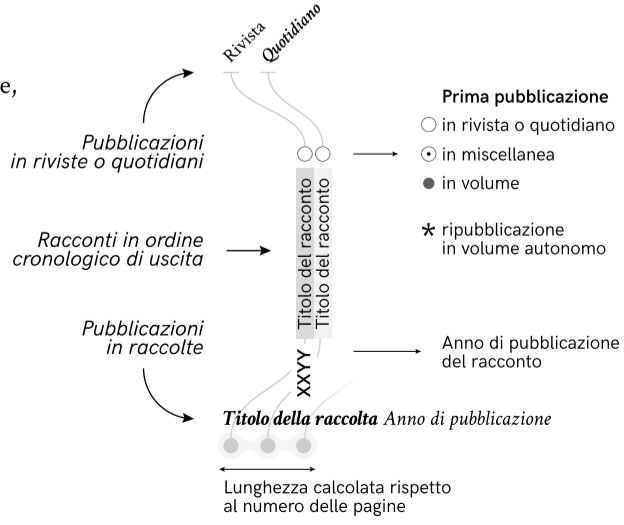 Rivista
Quotidiano
e,
Pubblicazioni
in riviste o quotidiani
Prima pubblicazione
in rivista o quotidiano
in miscellanea
in volume
* ripubblicazione
in volume autonomo
Racconti in ordine
cronologico di uscita
Titolo del racconto
Titolo del racconto
Pubblicazioni
in raccolte
XXYY
Anno di pubblicazione
del racconto
Titolo della raccolta Anno di pubblicazione
Lunghezza calcolata rispetto
al numero delle pagine